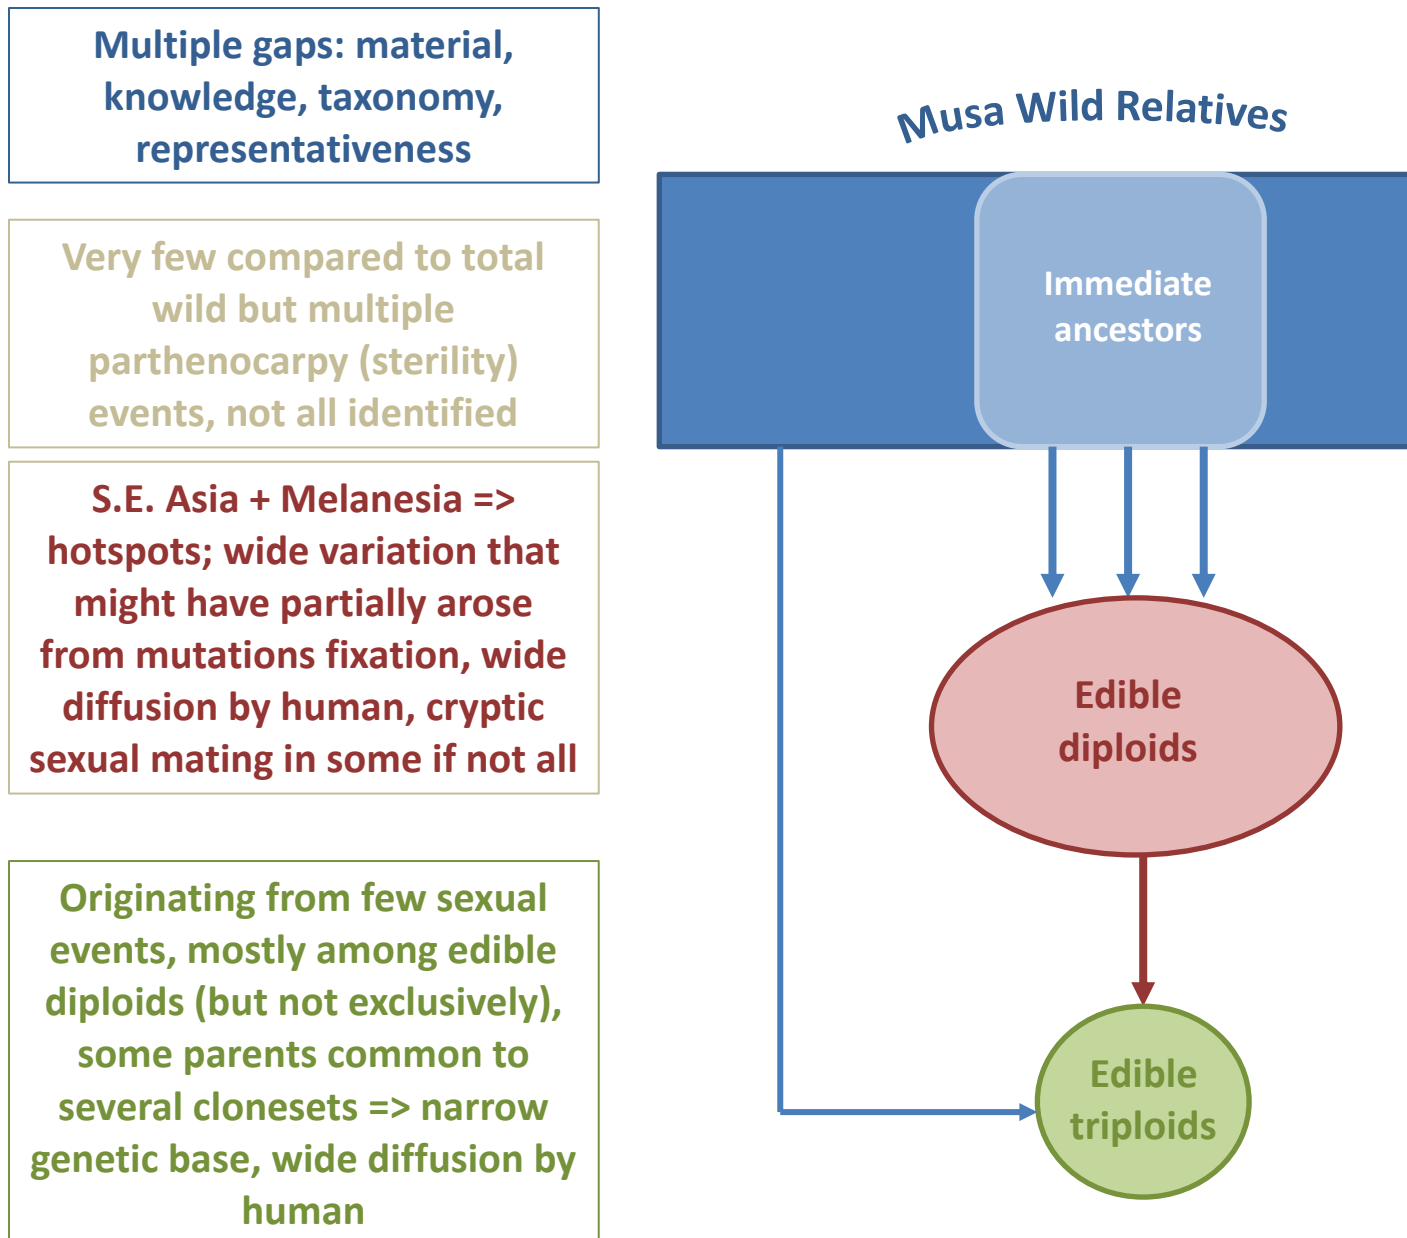 Multiple gaps: material,
knowledge, taxonomy,
representativeness
Very few compared to total
wild but multiple
parthenocarpy (sterility)
events, not all identified
S.E. Asia + Melanesia =>
hotspots; wide variation that
might have partially arose
from mutations fixation, wide
diffusion by human, cryptic
sexual mating in some if not all
Originating from few sexual
events, mostly among edible
diploids (but not exclusively),
some parents common to
several clonesets => narrow
genetic base, wide diffusion by
human
Musa Wild Relatives
Immediate
ancestors
Edible
diploids
Edible
triploids